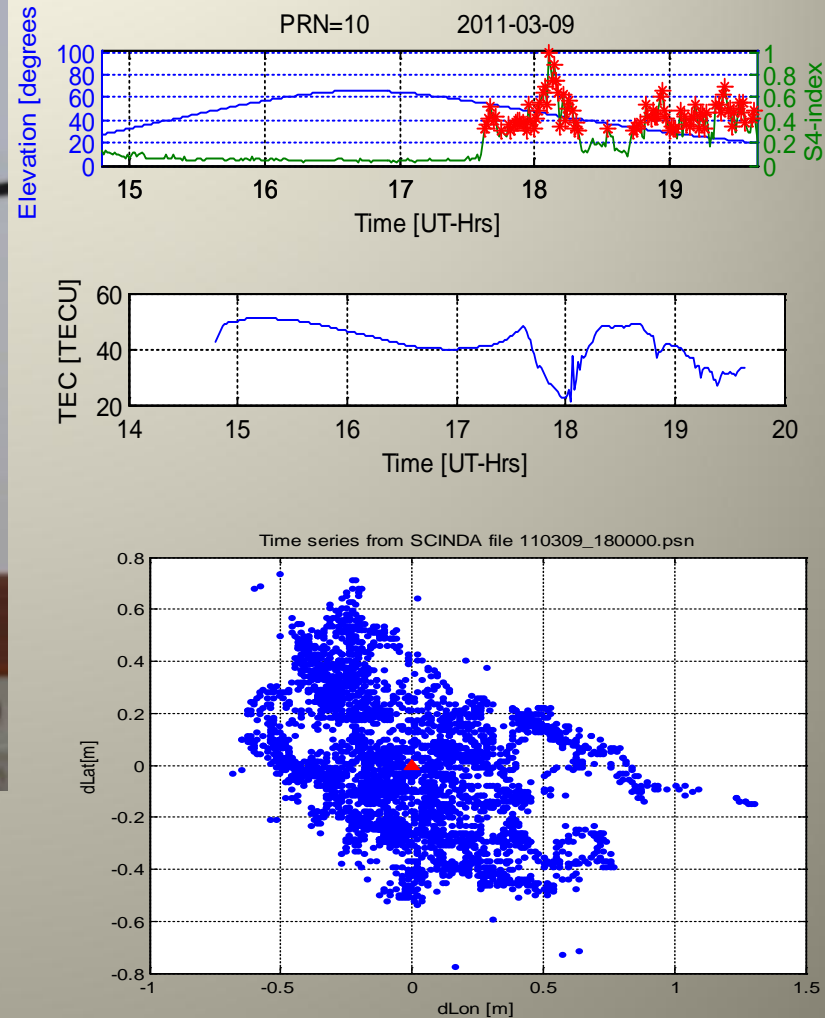 PRN=10 2011-03-09
Elevation [degrees
100
80
60
40
20
0
1
0.8
0.6
0.4
0.2
0
S4-index
15 16 17 18 19
Time [UT-Hrs]
TEC [TECU]
60
40
20
14 15 16 17 18 19 20
Time [UT-Hrs]
Time series from SCINDA file 110309_180000.psn
dLat[m]
0.8
0.6
0.4
0.2
0
-0.2
-0.4
-0.6
-0.8
-1 -0.5 0 0.5 1 1.5
dLon [m]